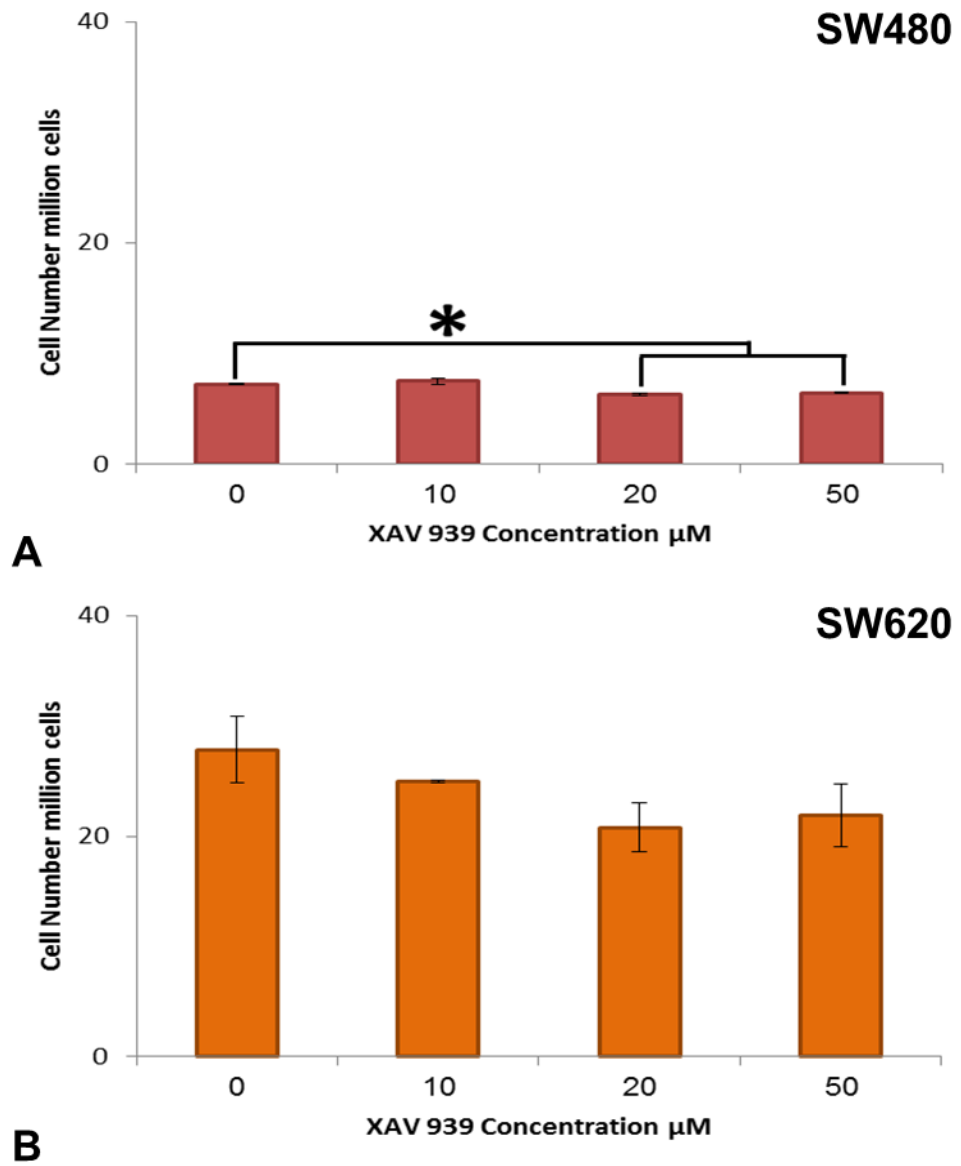 SW480
40
20
0
Cell Number million cells
*
0 10 20 50
XAV 939 Concentration µM
A
SW620
40
20
0
Cell Number million cells
0 10 20 50
XAV 939 Concentration µM
B